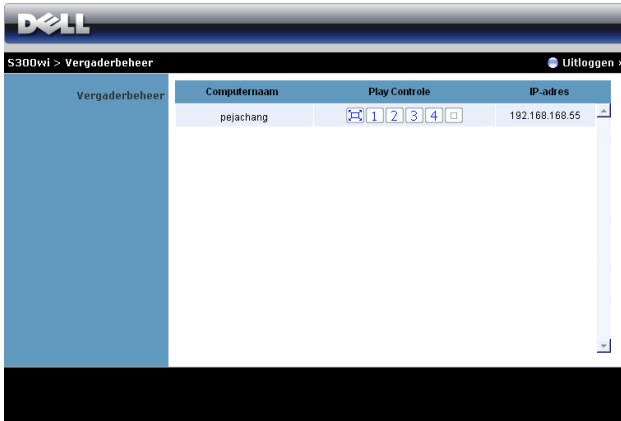 DELL
S300wi > Vergaderbeheer
Uitloggen ›
Vergaderbeheer
Computernaam Play Controle IP-adres
pejachang 1 2 3 4 192.168.168.55